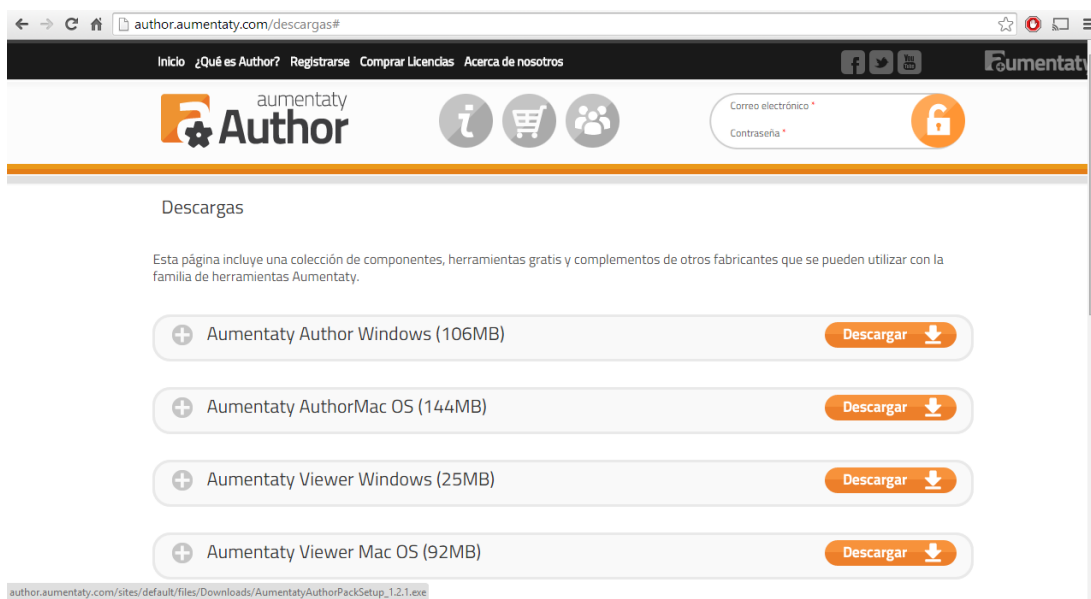 author.aumentaty.com/descargas#
Inicio ¿Qué es Author? Registrarse Comprar Licencias Acerca de nosotros
f You Tube aumentaty
aumentaty
Author
i
Correo electrónico *
Contraseña *
Descargas
Esta página incluye una colección de componentes, herramientas gratis y complementos de otros fabricantes que se pueden utilizar con la
familia de herramientas Aumentaty.
Aumentaty Author Windows (106MB) Descargar
Aumentaty AuthorMac OS (144MB) Descargar
Aumentaty Viewer Windows (25MB) Descargar
Aumentaty Viewer Mac OS (92MB) Descargar
author.aumentaty.com/sites/default/files/Downloads/AumentatyAuthorPackSetup_1.2.1.exe